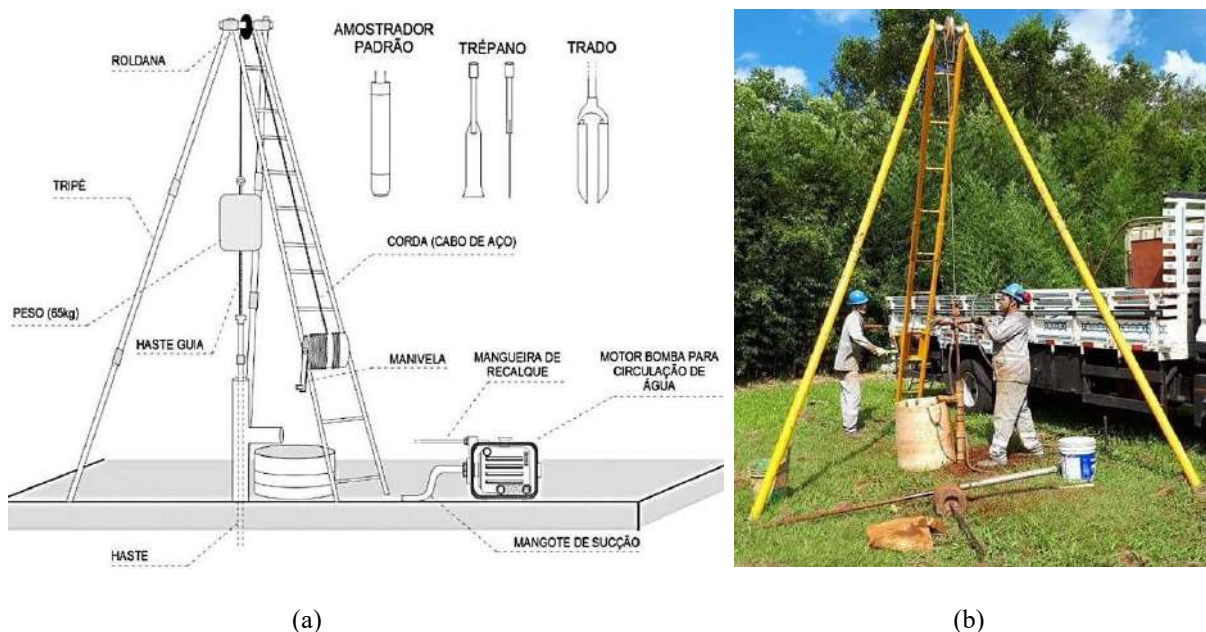 AMOSTRADOR
PADRÃO
TRÉPANO
TRADO
ROLDANA
TRIPÉ
CORDA (CABO DE AÇO)
PESO (65kg)
HASTE GUIA
MANIVELA
MANGUEIRA DE
RECALQUE
MOTOR BOMBA PARA
CIRCULAÇÃO DE
ÁGUA
HASTE
MANGOTE DE SUCÇÃO
(a)
(b)